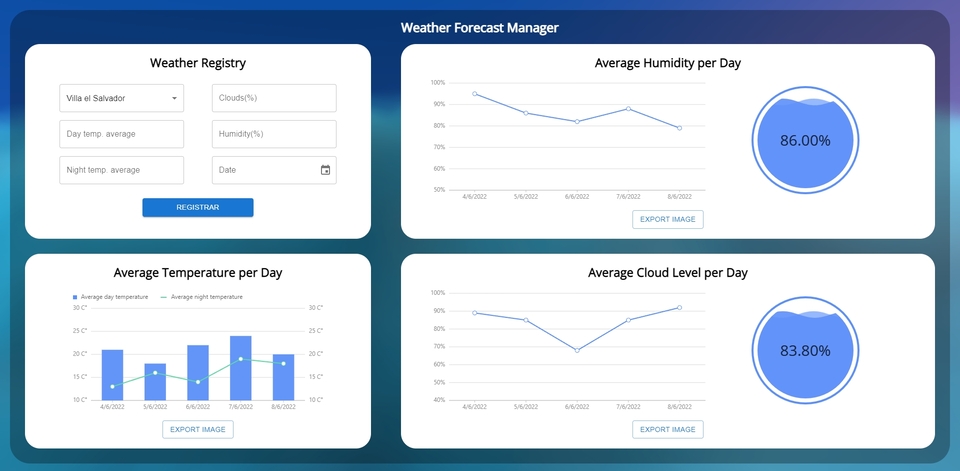 Weather Forecast Manager
Weather Registry
Villa el Salvador
Clouds(%)
Day temp. average
Humidity(%)
Night temp. average
Date
REGISTRAR
Average Humidity per Day
100%
90%
80%
70%
60%
50%
4/6/2022 5/6/2022 6/6/2022 7/6/2022 8/6/2022
86.00%
EXPORT IMAGE
Average Temperature per Day
Average day temperature Average night temperature
30 C° 30 C°
25 C° 25 C°
20 C° 20 C°
15 C° 15 C°
10 C° 10 C°
4/6/2022 5/6/2022 6/6/2022 7/6/2022 8/6/2022
EXPORT IMAGE
Average Cloud Level per Day
100%
90%
80%
70%
60%
50%
40%
4/6/2022 5/6/2022 6/6/2022 7/6/2022 8/6/2022
83.80%
EXPORT IMAGE